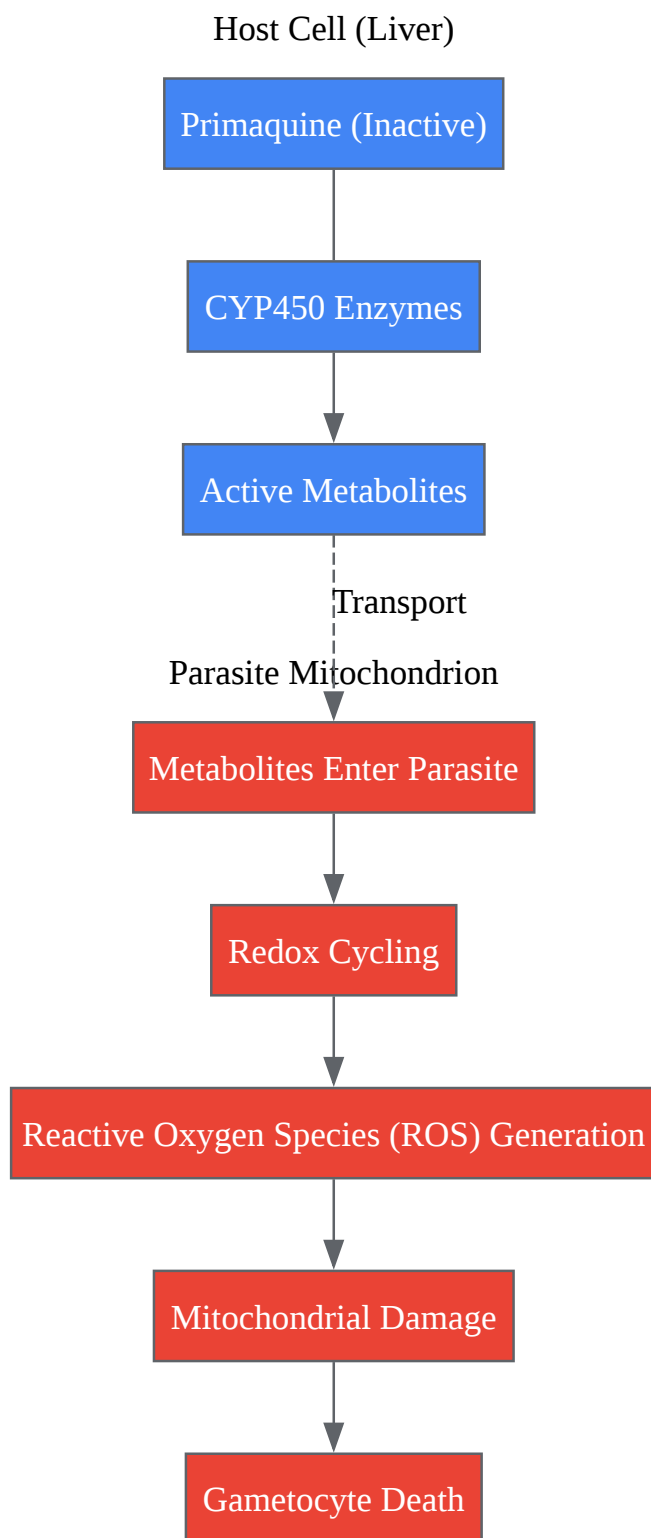 Host Cell (Liver)
Primaquine (Inactive)
CYP450 Enzymes
Active Metabolites
Transport
Parasite Mitochondrion
Metabolites Enter Parasite
Redox Cycling
Reactive Oxygen Species (ROS) Generation
Mitochondrial Damage
Gametocyte Death